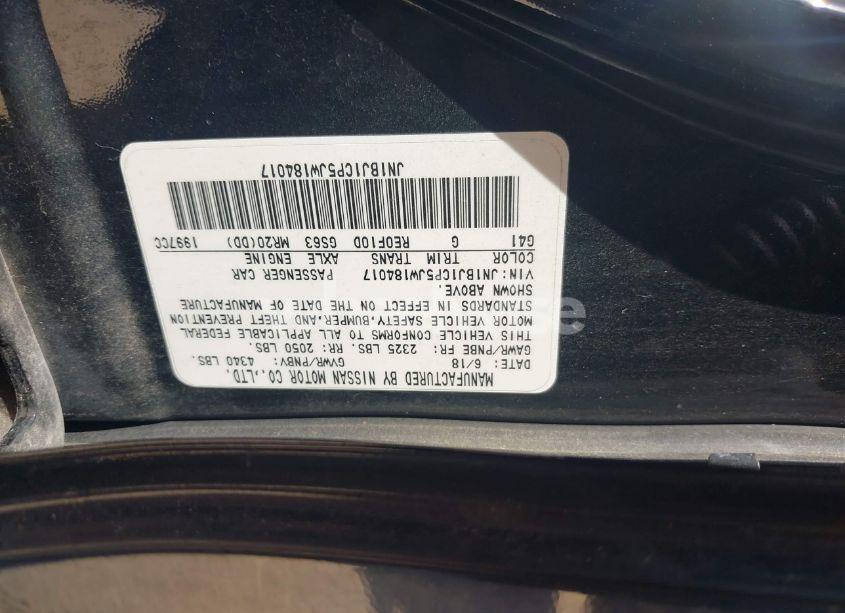 MANUFACTURED BY NISSAN MOTOR CO.,LTD.
DATE: 6/18 GVWR/PNBV: 4340 LBS.
GAWR/PNBE FR: 2325 LBS. RR: 2050 LBS.
THIS VEHICLE CONFORMS TO ALL APPLICABLE FEDERAL
MOTOR VEHICLE SAFETY,BUMPER,AND THEFT PREVENTION
STANDARDS IN EFFECT ON THE DATE OF MANUFACTURE
SHOWN ABOVE.
VIN:JN1BJ1CP5JW184017 PASSENGER CAR
COLOR TRIM TRANS AXLE ENGINE
G41 G RE0F10D GS63 MR20(DD) 1997CC
JN1BJ1CP5JW184017